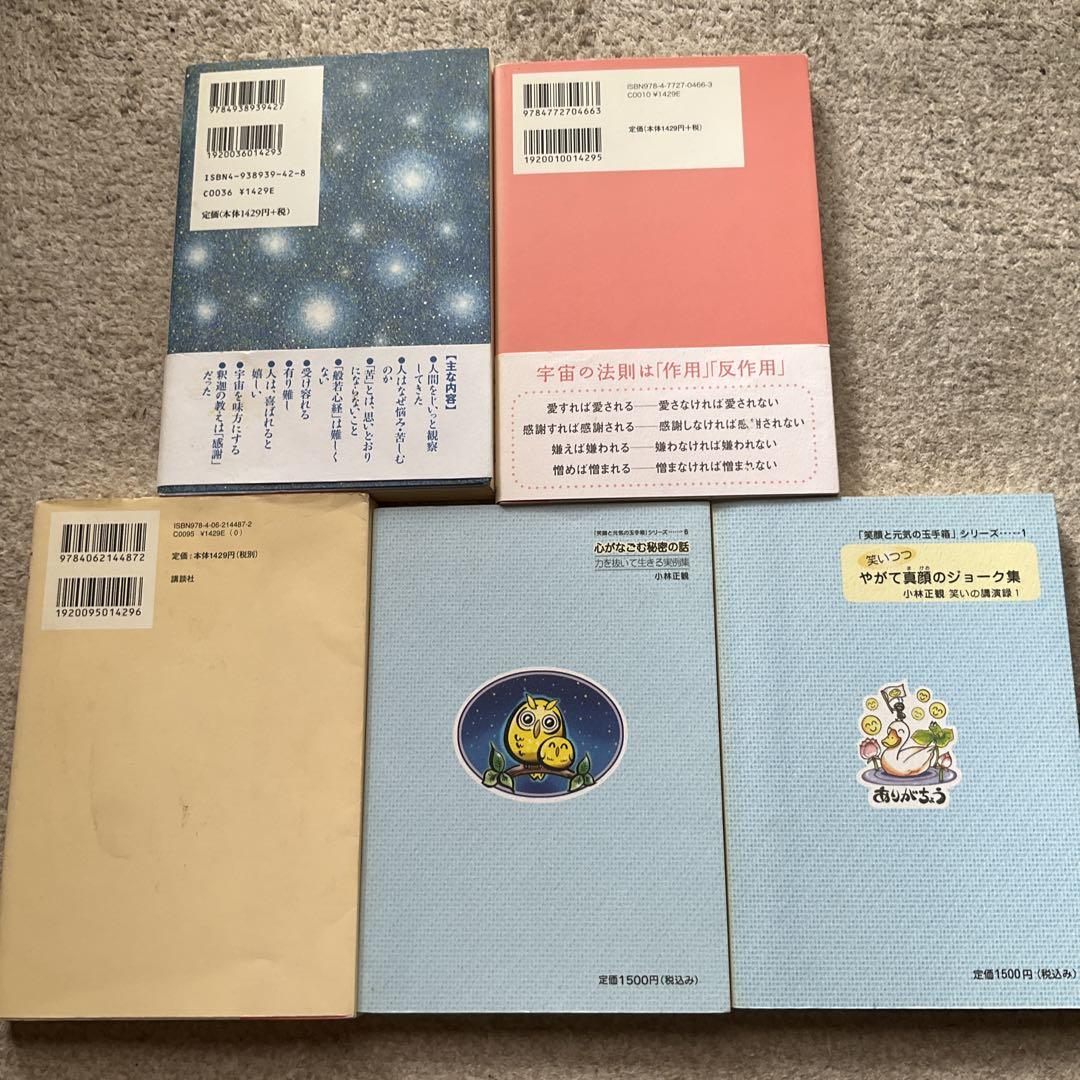 9784938939427
1920036014293
ISBN4-938939-42-8
C0036 ¥1429E
定価(本体1429円+税)
【主な内容】
●人間をじいっと観察
してきた
●人はなぜ悩み・苦しむ
のか
●「苦」とは、思いどおり
にならないこと
●「般若心経」は難しく
ない
●受け容れる
●有り難し
●人は、喜ばれると
嬉しい
●宇宙を味方にする
●釈迦の教えは「感謝」
だった
ISBN978-4-7727-0466-3
C0010 ¥1429E
9784772704663
定価(本体1429円+税)
1920010014295
宇宙の法則は「作用」「反作用」
愛すれば愛される──愛さなければ愛されない
感謝すれば感謝される──感謝しなければ感謝されない
嫌えば嫌われる──嫌わなければ嫌われない
憎めば憎まれる──憎まなければ憎まれない
ISBN978-4-06-214487-2
C0095 ¥1429E (0)
9784062144872
定価:本体1429円(税別)
講談社
1920095014296
「笑顔と元気の玉手箱」シリーズ……6
心がなごむ秘密の話
力を抜いて生きる実例集
小林正観
定価1500円(税込み)
「笑顔と元気の玉手箱」シリーズ……1
笑いつつ
やがて真顔のジョーク集
まがお
小林正観 笑いの講演録1
ありがちょう
定価1500円(税込み)